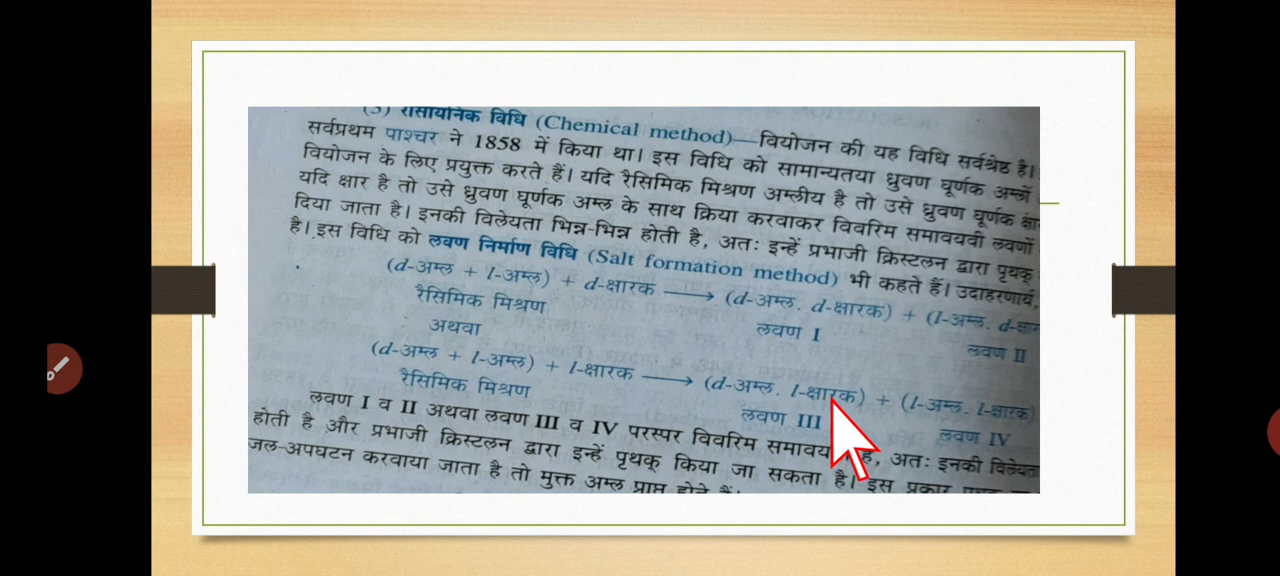 (3) रासायनिक विधि (Chemical method)—वियोजन की यह विधि सर्वश्रेष्ठ है।
सर्वप्रथम पाश्चर ने 1858 में किया था। इस विधि को सामान्यतया ध्रुवण घूर्णक अम्लों
वियोजन के लिए प्रयुक्त करते हैं। यदि रैसिमिक मिश्रण अम्लीय है तो उसे ध्रुवण घूर्णक
यदि क्षार है तो उसे ध्रुवण घूर्णक अम्ल के साथ क्रिया करवाकर विवरिम समावयवी लवणों
दिया जाता है। इनकी विलेयता भिन्न-भिन्न होती है, अतः इन्हें प्रभाजी क्रिस्टलन द्वारा पृथक्
है। इस विधि को लवण निर्माण विधि (Salt formation method) भी कहते हैं। उदाहरणार्थ,
(d-अम्ल + l-अम्ल) + d-क्षारक ⟶ (d-अम्ल. d-क्षारक) + (l-अम्ल. d-
रैसिमिक मिश्रण लवण I लवण II
अथवा
(d-अम्ल + l-अम्ल) + l-क्षारक ⟶ (d-अम्ल. l-क्षारक) + (l-अम्ल. l-क्षारक)
रैसिमिक मिश्रण लवण III लवण IV
लवण I व II अथवा लवण III व IV परस्पर विवरिम हैं, अतः इनकी विलेयता
होती है और प्रभाजी क्रिस्टलन द्वारा इन्हें पृथक् किया जा सकता है। इस प्रकार
जल-अपघटन करवाया जाता है तो मुक्त अम्ल प्राप्त होते हैं।